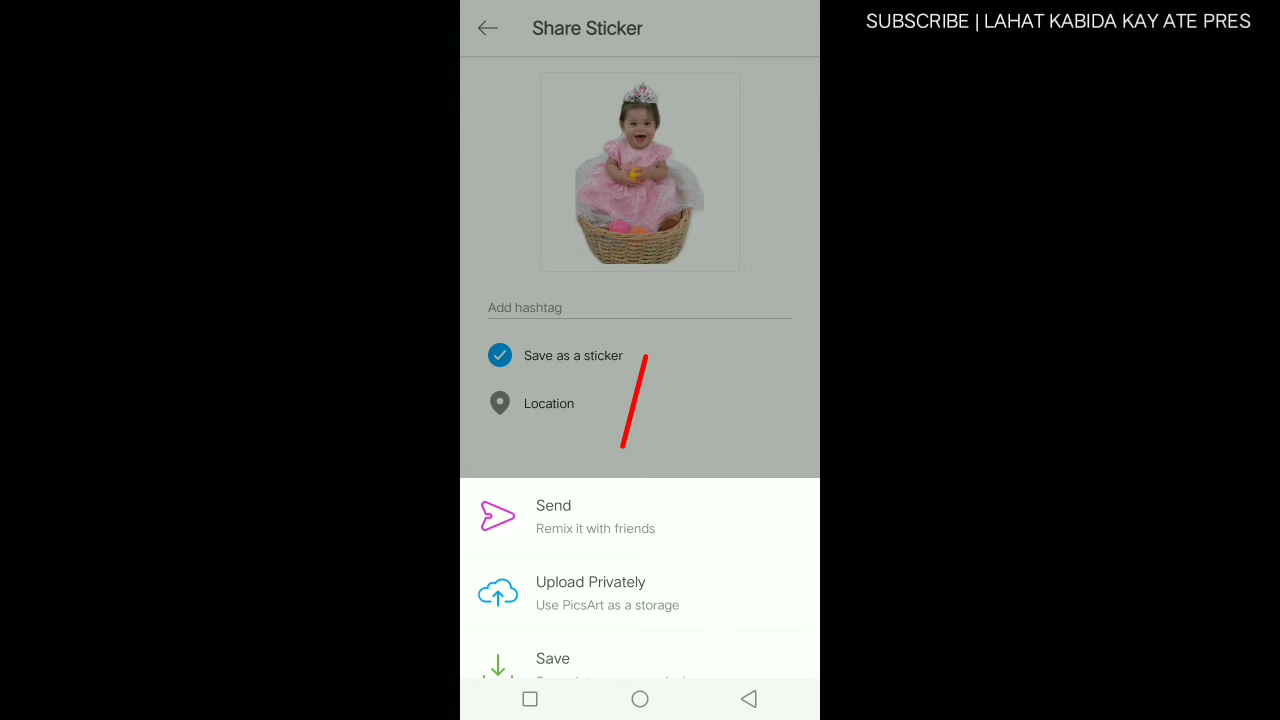 SUBSCRIBE | LAHAT KABIDA KAY ATE PRES
Share Sticker
Add hashtag
Save as a sticker
Location
Send
Remix it with friends
Upload Privately
Use PicsArt as a storage
Save